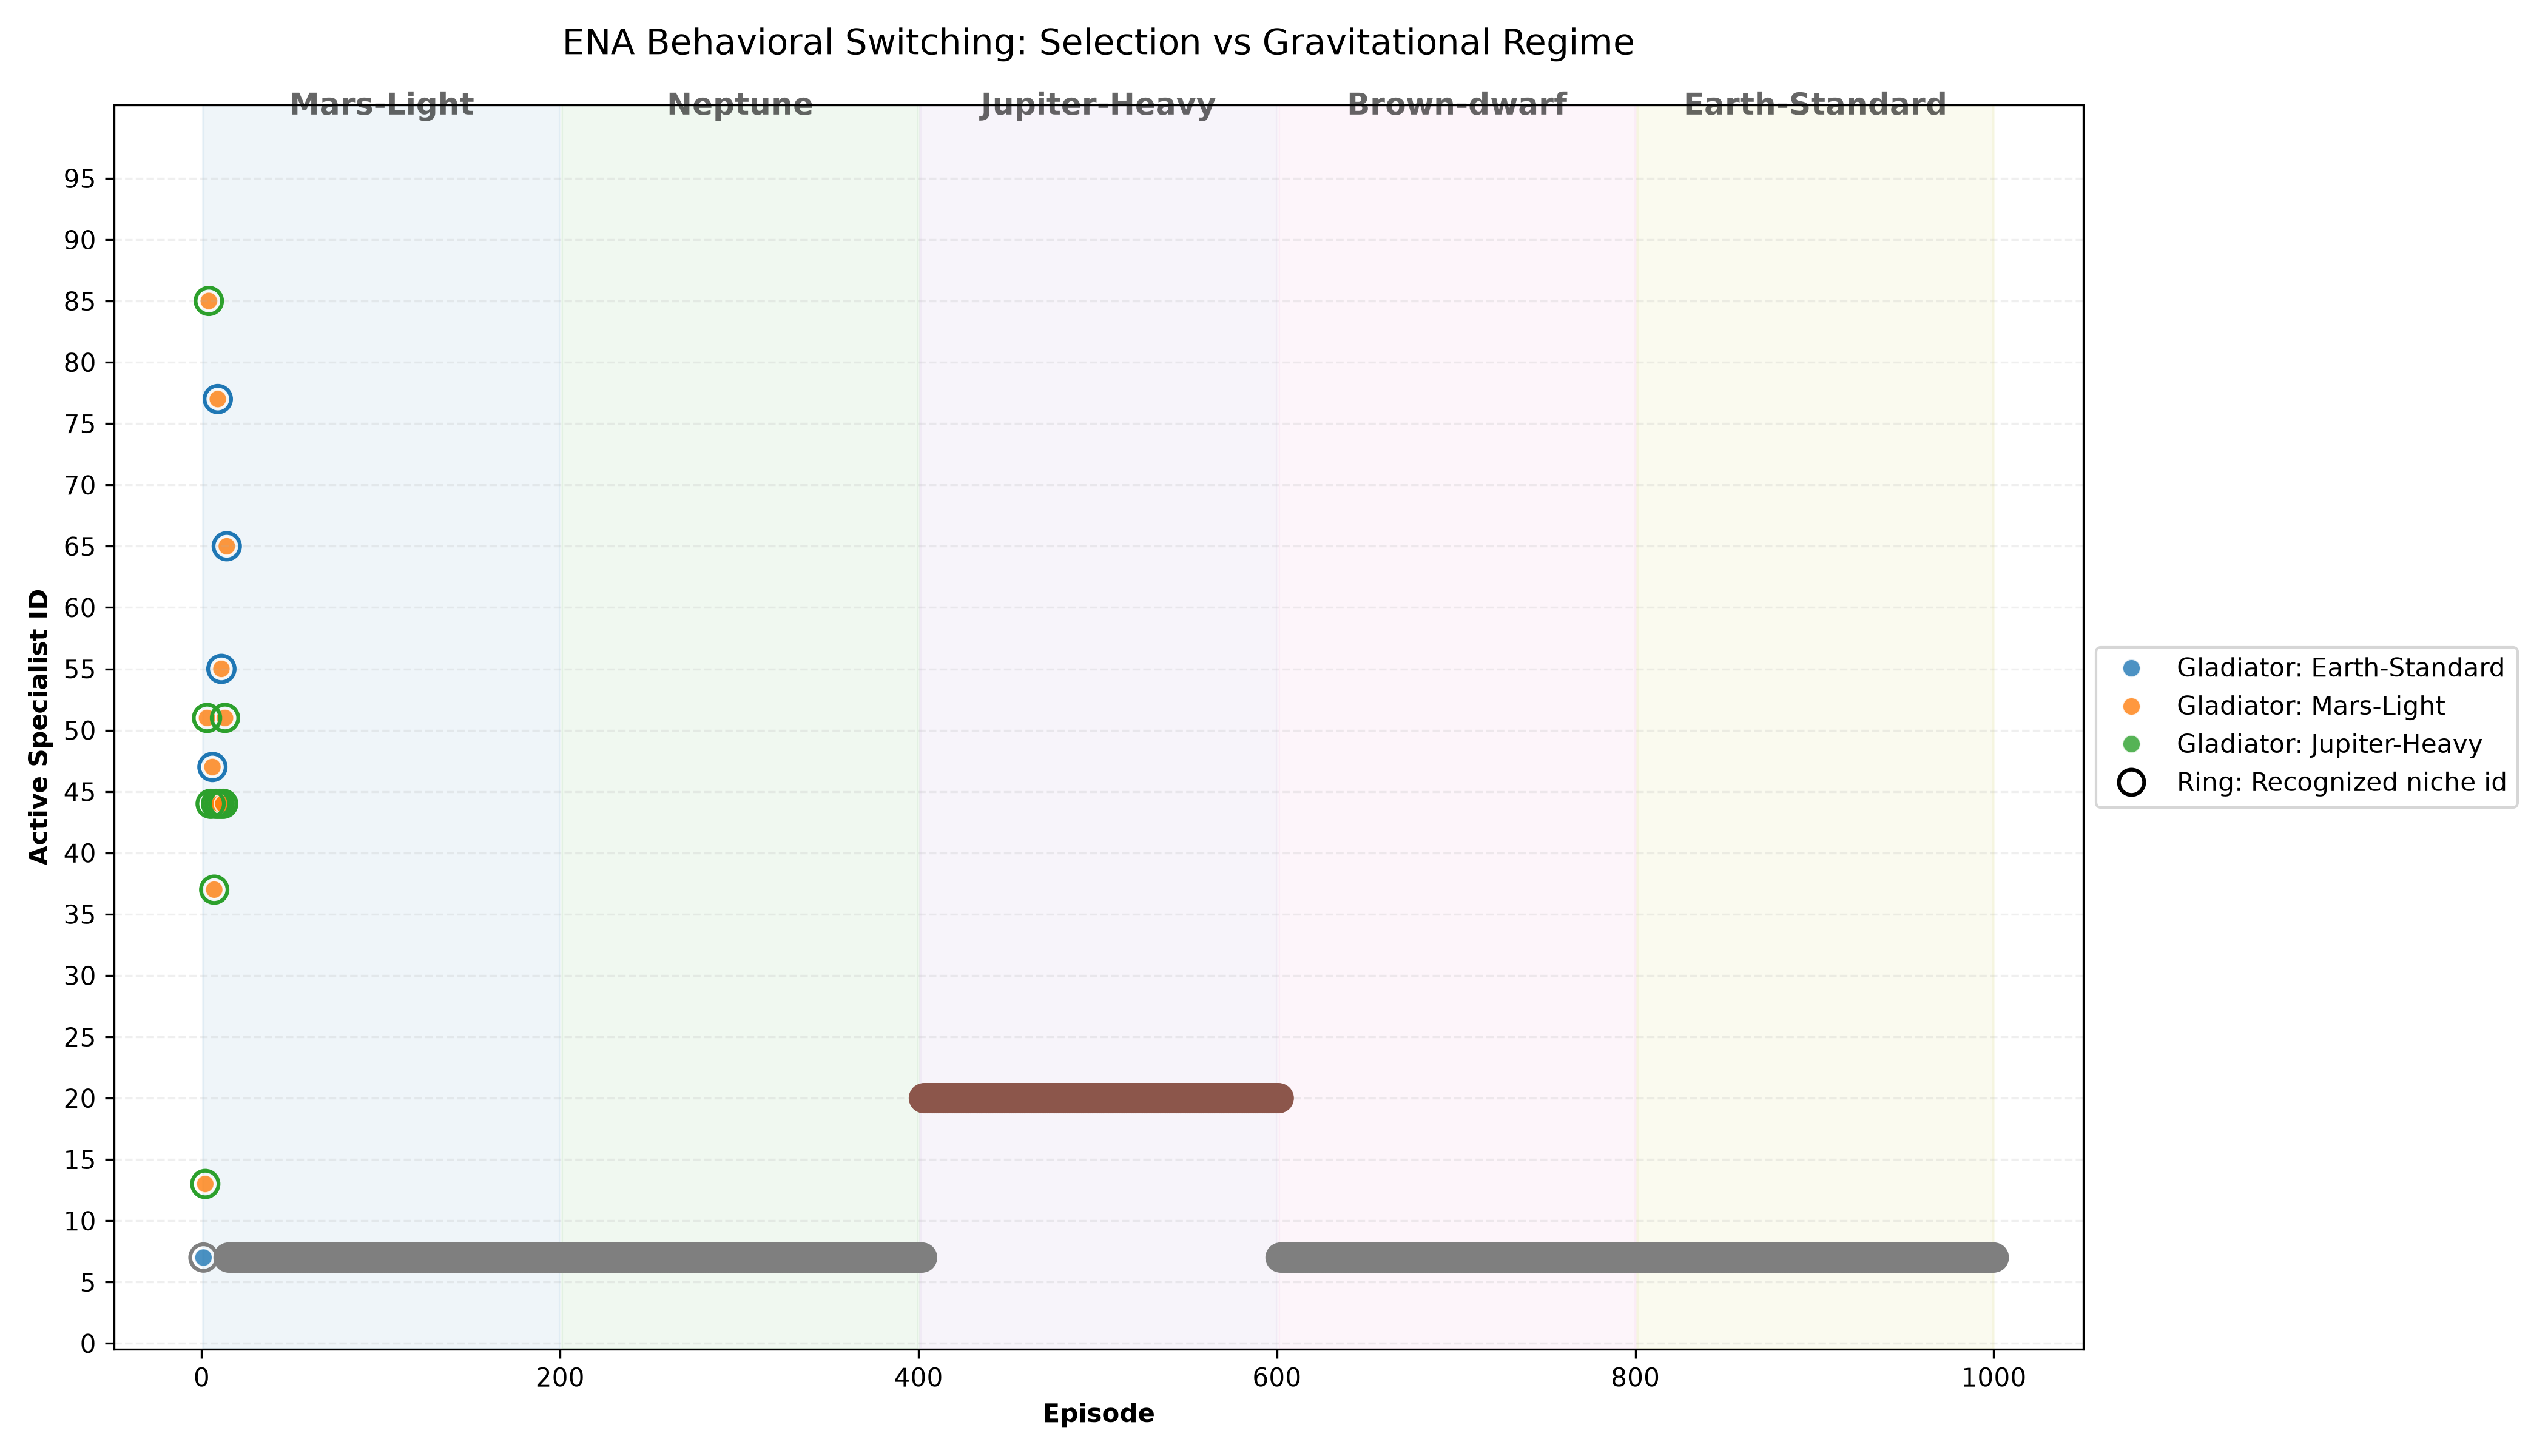 ENA Behavioral Switching: Selection vs Gravitational Regime
Mars-Light Neptune Jupiter-Heavy Brown-dwarf Earth-Standard
95
90
85
80
75
70
65
60
55
50
45
40
35
30
25
20
15
10
5
0
Active Specialist ID
Gladiator: Earth-Standard
Gladiator: Mars-Light
Gladiator: Jupiter-Heavy
Ring: Recognized niche id
0 200 400 600 800 1000
Episode